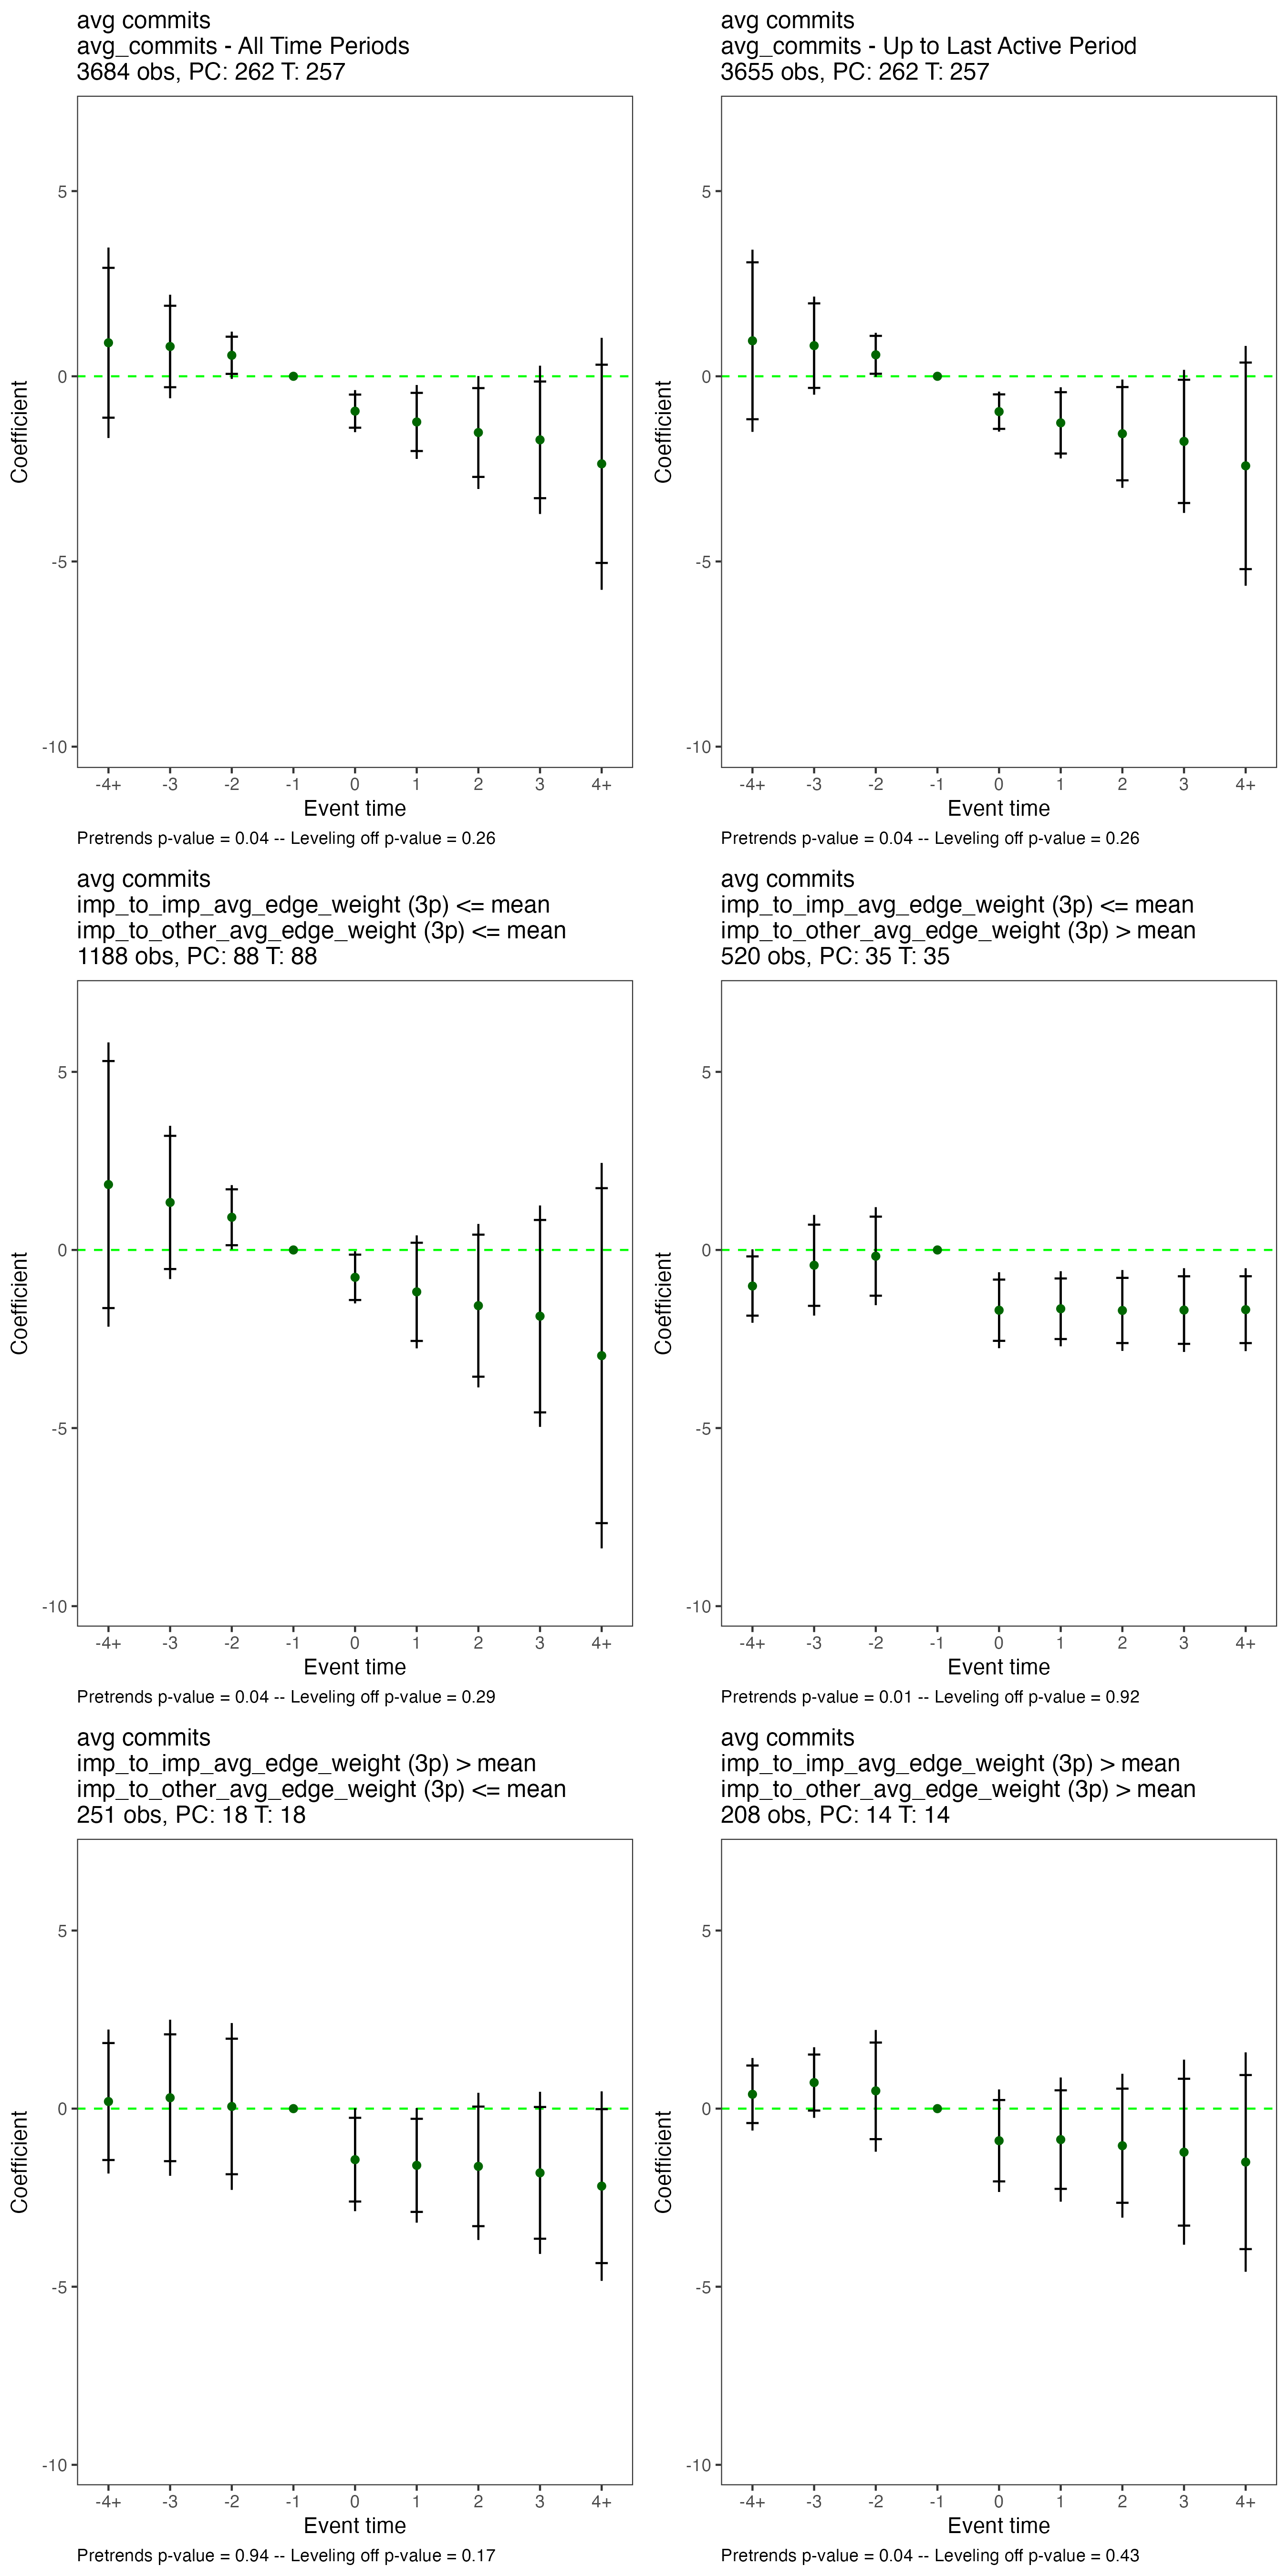 avg commits
avg_commits - All Time Periods
3684 obs, PC: 262 T: 257
5
0
-5
-10
Coefficient
-4+ -3 -2 -1 0 1 2 3 4+
Event time
Pretrends p-value = 0.04 -- Leveling off p-value = 0.26
avg commits
avg_commits - Up to Last Active Period
3655 obs, PC: 262 T: 257
5
0
-5
-10
Coefficient
-4+ -3 -2 -1 0 1 2 3 4+
Event time
Pretrends p-value = 0.04 -- Leveling off p-value = 0.26
avg commits
imp_to_imp_avg_edge_weight (3p) <= mean
imp_to_other_avg_edge_weight (3p) <= mean
1188 obs, PC: 88 T: 88
5
0
-5
-10
Coefficient
-4+ -3 -2 -1 0 1 2 3 4+
Event time
Pretrends p-value = 0.04 -- Leveling off p-value = 0.29
avg commits
imp_to_imp_avg_edge_weight (3p) <= mean
imp_to_other_avg_edge_weight (3p) > mean
520 obs, PC: 35 T: 35
5
0
-5
-10
Coefficient
-4+ -3 -2 -1 0 1 2 3 4+
Event time
Pretrends p-value = 0.01 -- Leveling off p-value = 0.92
avg commits
imp_to_imp_avg_edge_weight (3p) > mean
imp_to_other_avg_edge_weight (3p) <= mean
251 obs, PC: 18 T: 18
5
0
-5
-10
Coefficient
-4+ -3 -2 -1 0 1 2 3 4+
Event time
Pretrends p-value = 0.94 -- Leveling off p-value = 0.17
avg commits
imp_to_imp_avg_edge_weight (3p) > mean
imp_to_other_avg_edge_weight (3p) > mean
208 obs, PC: 14 T: 14
5
0
-5
-10
Coefficient
-4+ -3 -2 -1 0 1 2 3 4+
Event time
Pretrends p-value = 0.04 -- Leveling off p-value = 0.43